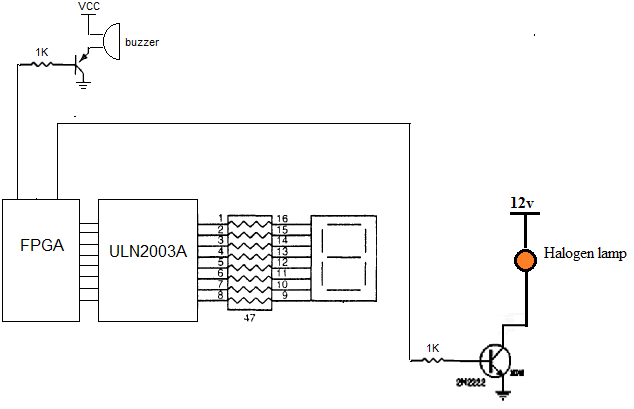 VCC
buzzer
1K
FPGA
ULN2003A
1 16
2 15
3 14
4 13
5 12
6 11
7 10
8 9
47
12v
Halogen lamp
1K
2N2222